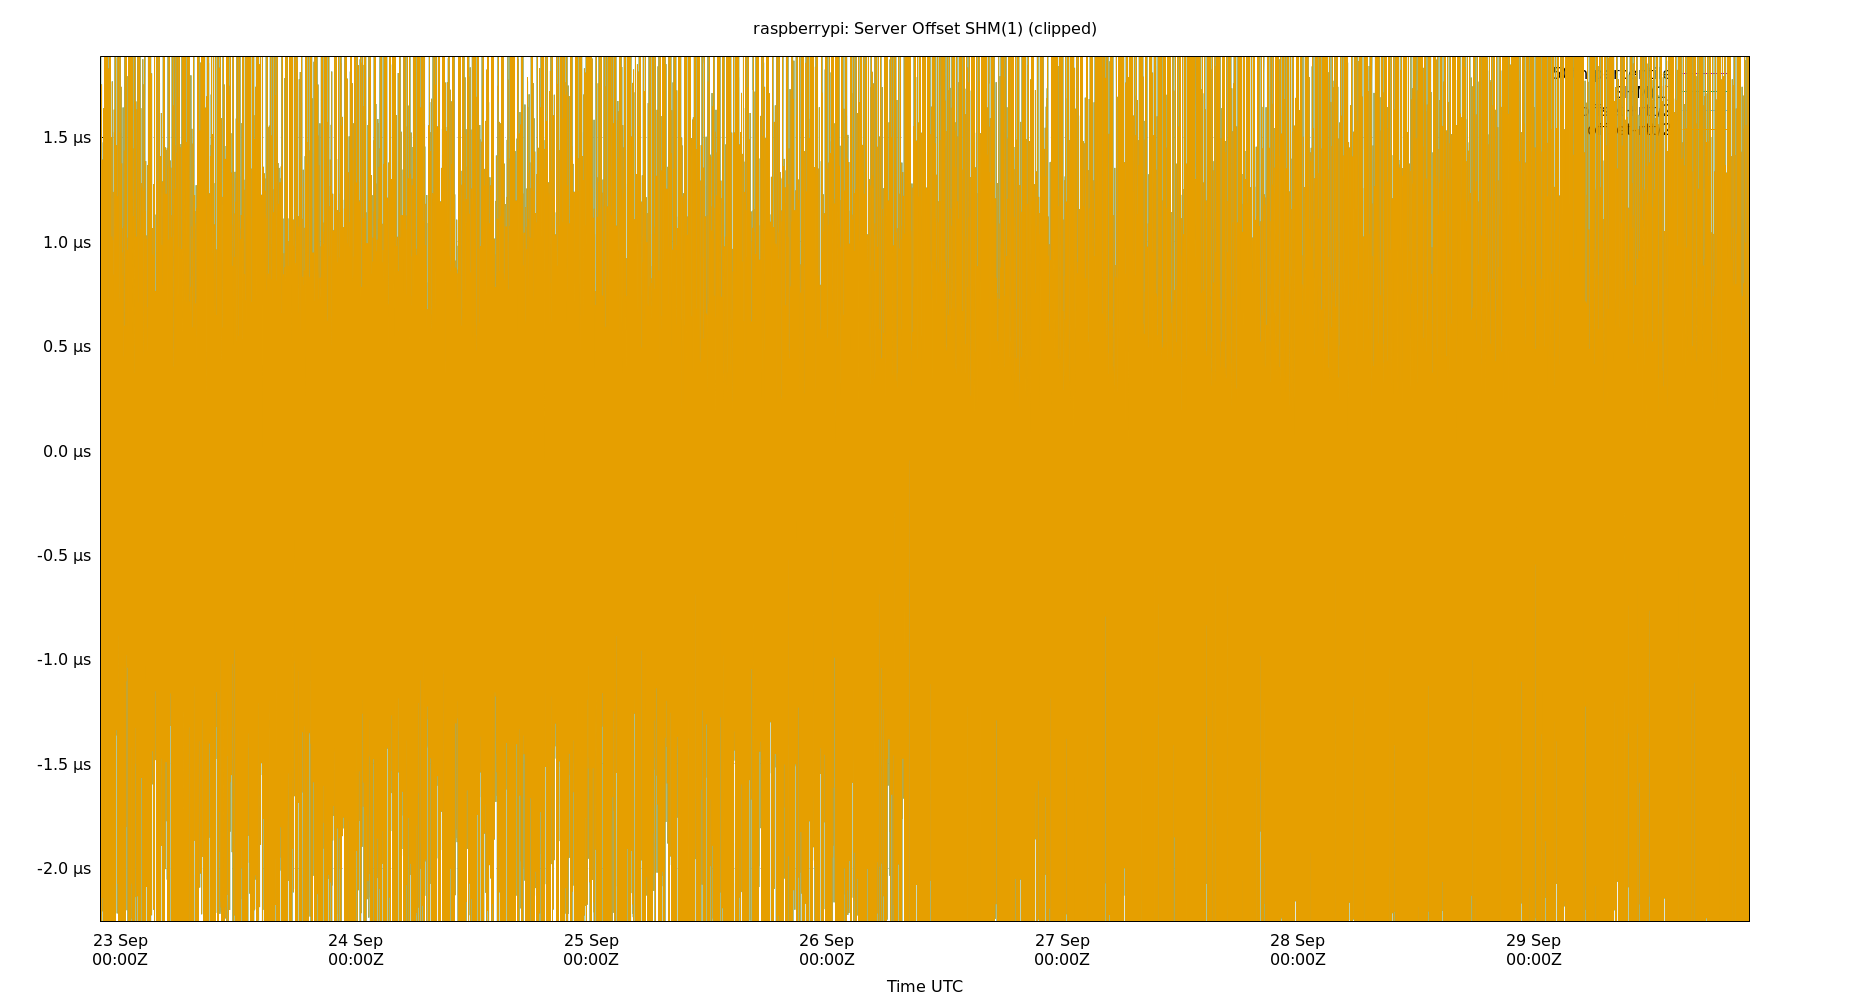 raspberrypi: Server Offset SHM(1) (clipped)
1.5 µs
1.0 µs
0.5 µs
0.0 µs
-0.5 µs
-1.0 µs
-1.5 µs
-2.0 µs
23 Sep 24 Sep 25 Sep 26 Sep 27 Sep 28 Sep 29 Sep
00:00Z 00:00Z 00:00Z 00:00Z 00:00Z 00:00Z 00:00Z
Time UTC